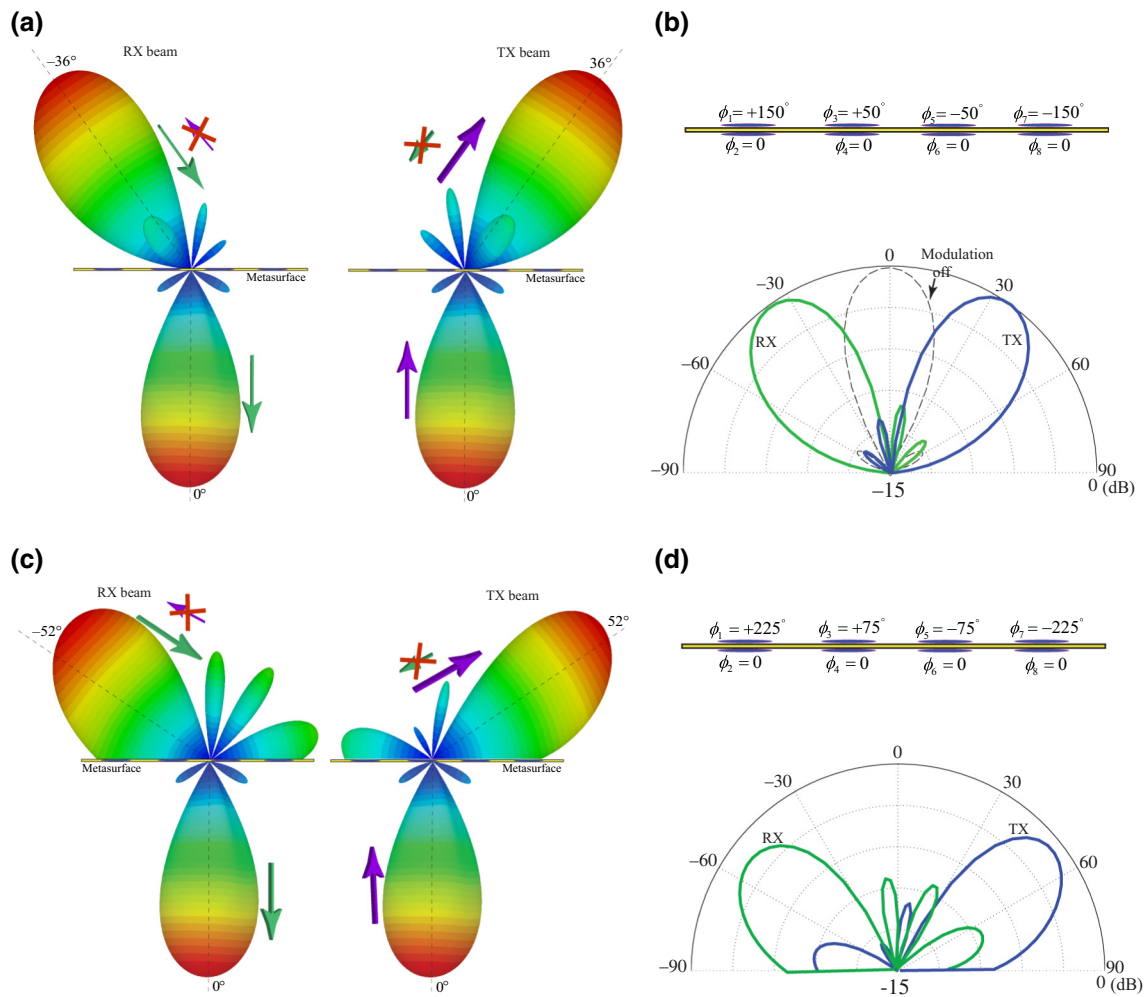 (a)
RX beam
TX beam
−36°
36°
Metasurface
Metasurface
0°
0°
(b)
ϕ₁= +150° ϕ₃= +50° ϕ₅= −50° ϕ₇= −150°
ϕ₂= 0 ϕ₄= 0 ϕ₆= 0 ϕ₈= 0
0
Modulation
off
−30
30
RX
TX
−60
60
−90
90
−15
0 (dB)
(c)
RX beam
TX beam
−52°
52°
Metasurface
Metasurface
0°
0°
(d)
ϕ₁= +225° ϕ₃= +75° ϕ₅= −75° ϕ₇= −225°
ϕ₂= 0 ϕ₄= 0 ϕ₆= 0 ϕ₈= 0
0
−30
30
RX
TX
−60
60
−90
90
-15
0 (dB)